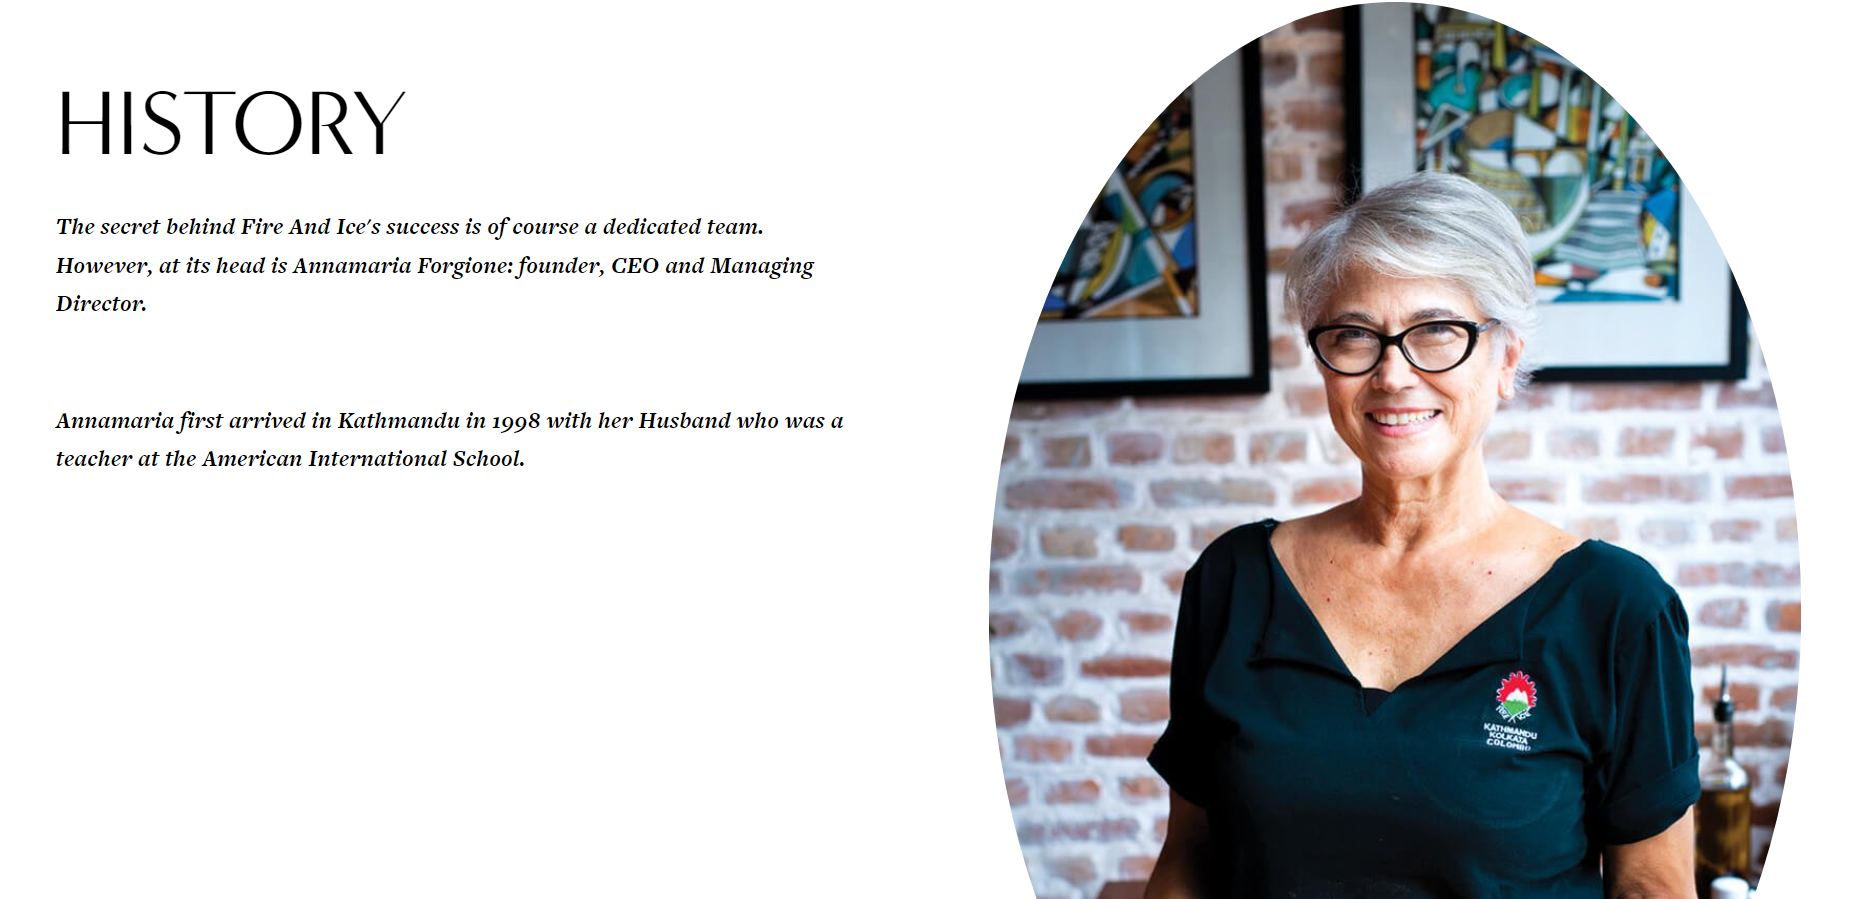 HISTORY
The secret behind Fire And Ice's success is of course a dedicated team.
However, at its head is Annamaria Forgione: founder, CEO and Managing
Director.
Annamaria first arrived in Kathmandu in 1998 with her Husband who was a
teacher at the American International School.
FIRE ICE
KATHMANDU
KOLKATA
COLOMBO